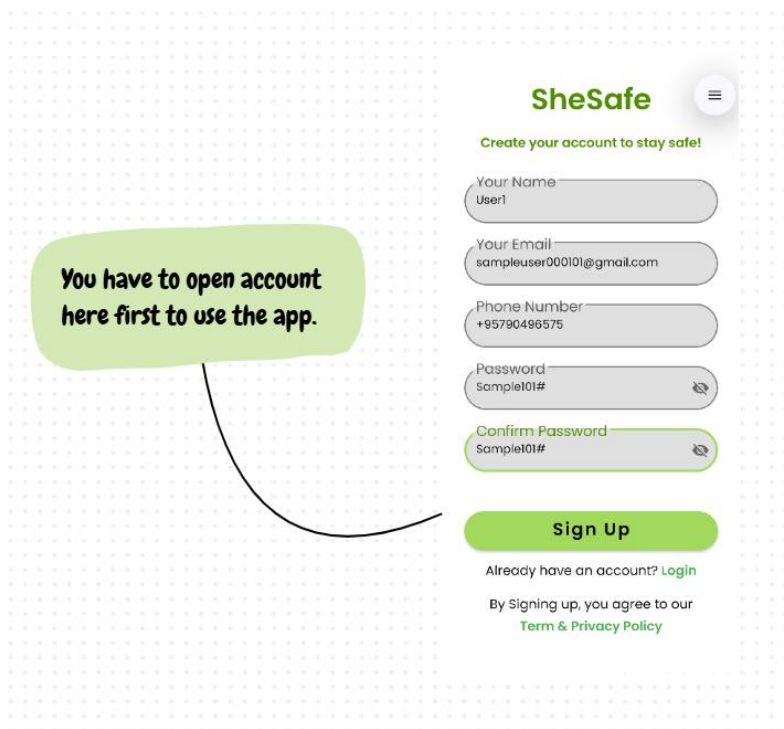 SheSafe
Create your account to stay safe!
Your Name
User1
Your Email
sampleuser000101@gmail.com
Phone Number
+95790496575
Password
Sample101#
Confirm Password
Sample101#
Sign Up
Already have an account? Login
By Signing up, you agree to our
Term & Privacy Policy
You have to open account
here first to use the app.